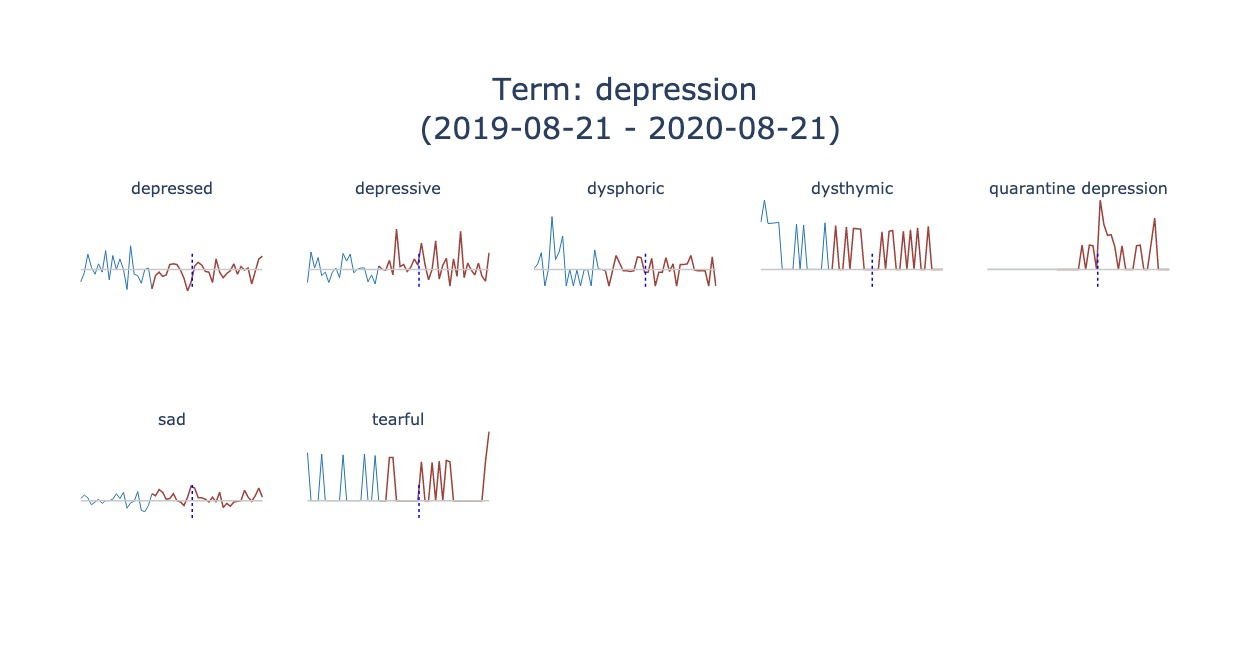 Term: depression
(2019-08-21 - 2020-08-21)
depressed
depressive
dysphoric
dysthymic
quarantine depression
sad
tearful